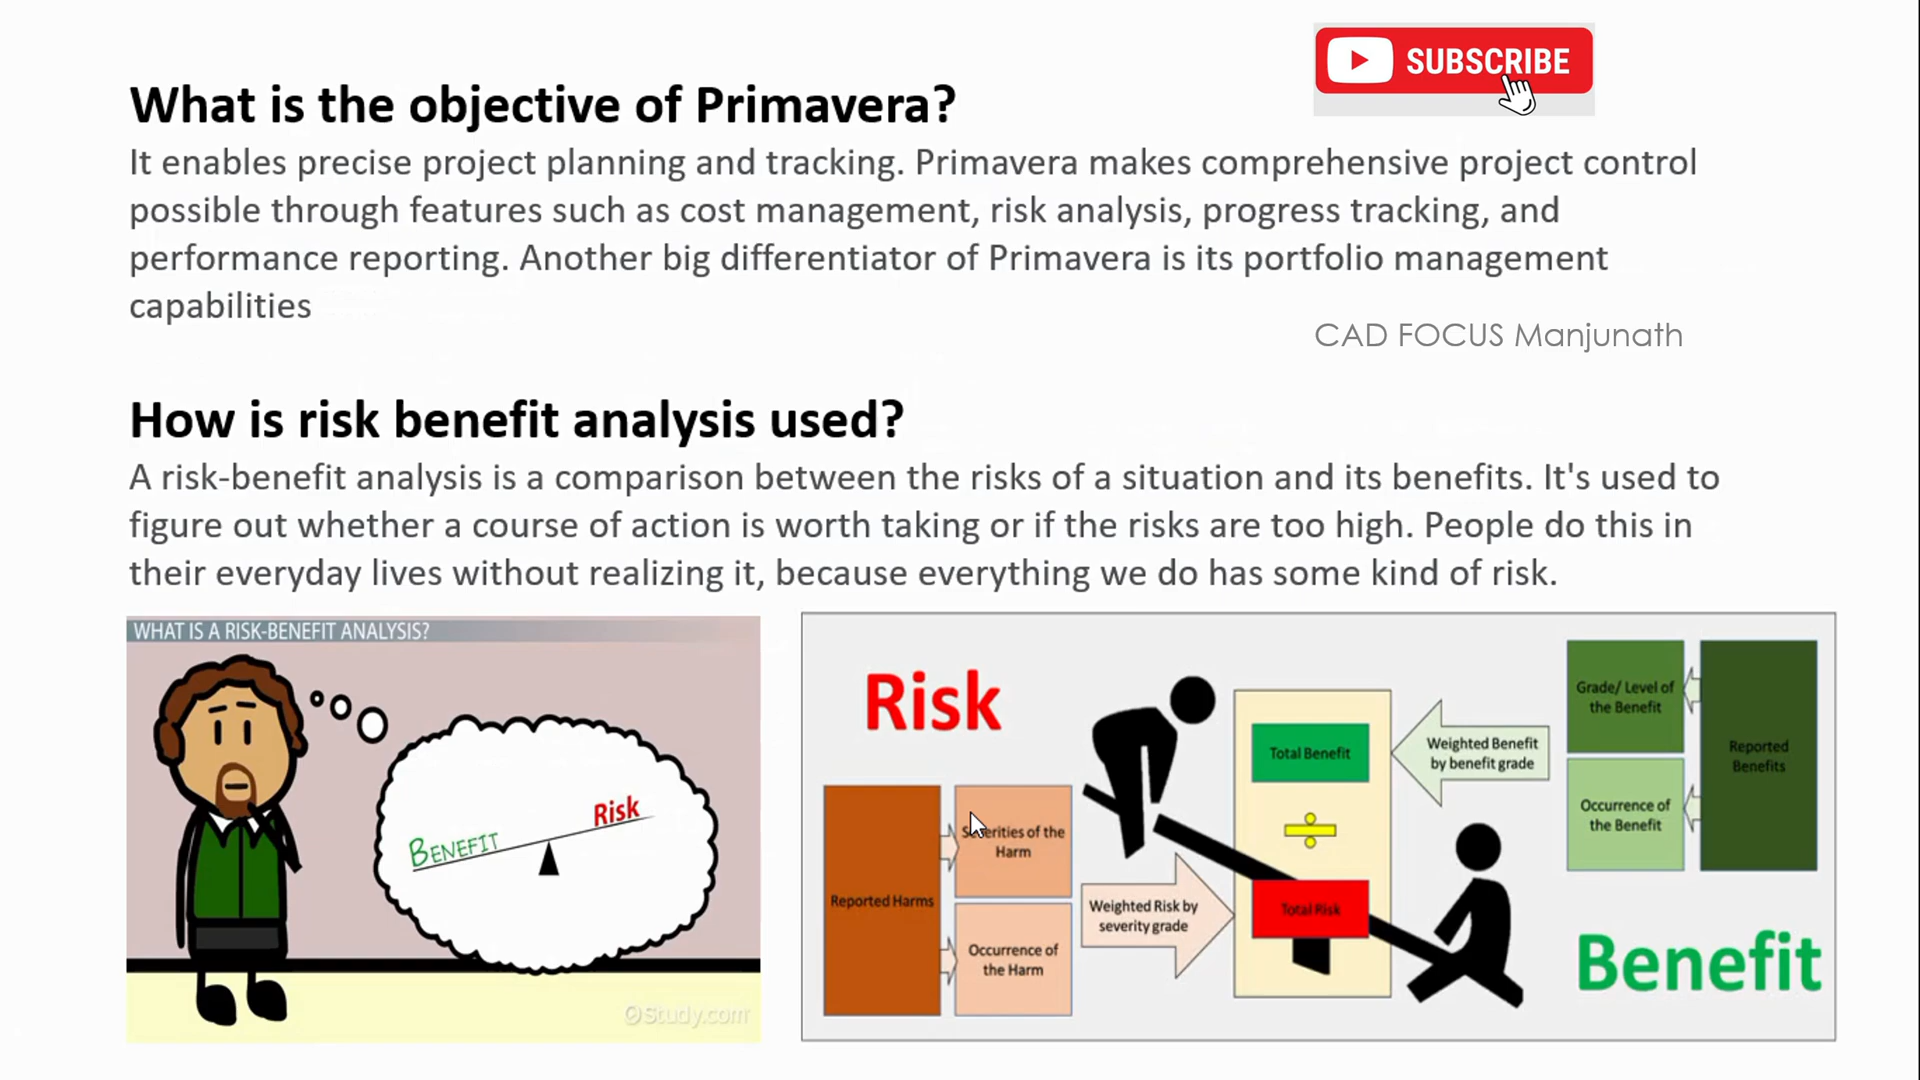 SUBSCRIBE
What is the objective of Primavera?
It enables precise project planning and tracking. Primavera makes comprehensive project control
possible through features such as cost management, risk analysis, progress tracking, and
performance reporting. Another big differentiator of Primavera is its portfolio management
capabilities
CAD FOCUS Manjunath
How is risk benefit analysis used?
A risk-benefit analysis is a comparison between the risks of a situation and its benefits. It's used to
figure out whether a course of action is worth taking or if the risks are too high. People do this in
their everyday lives without realizing it, because everything we do has some kind of risk.
WHAT IS A RISK-BENEFIT ANALYSIS?
BENEFIT
Risk
Study.com
Risk
Reported Harms
Severities of the
Harm
Occurrence of
the Harm
Weighted Risk by
severity grade
Total Benefit
Total Risk
Weighted Benefit
by benefit grade
Grade/ Level of
the Benefit
Occurrence of
the Benefit
Reported
Benefits
Benefit